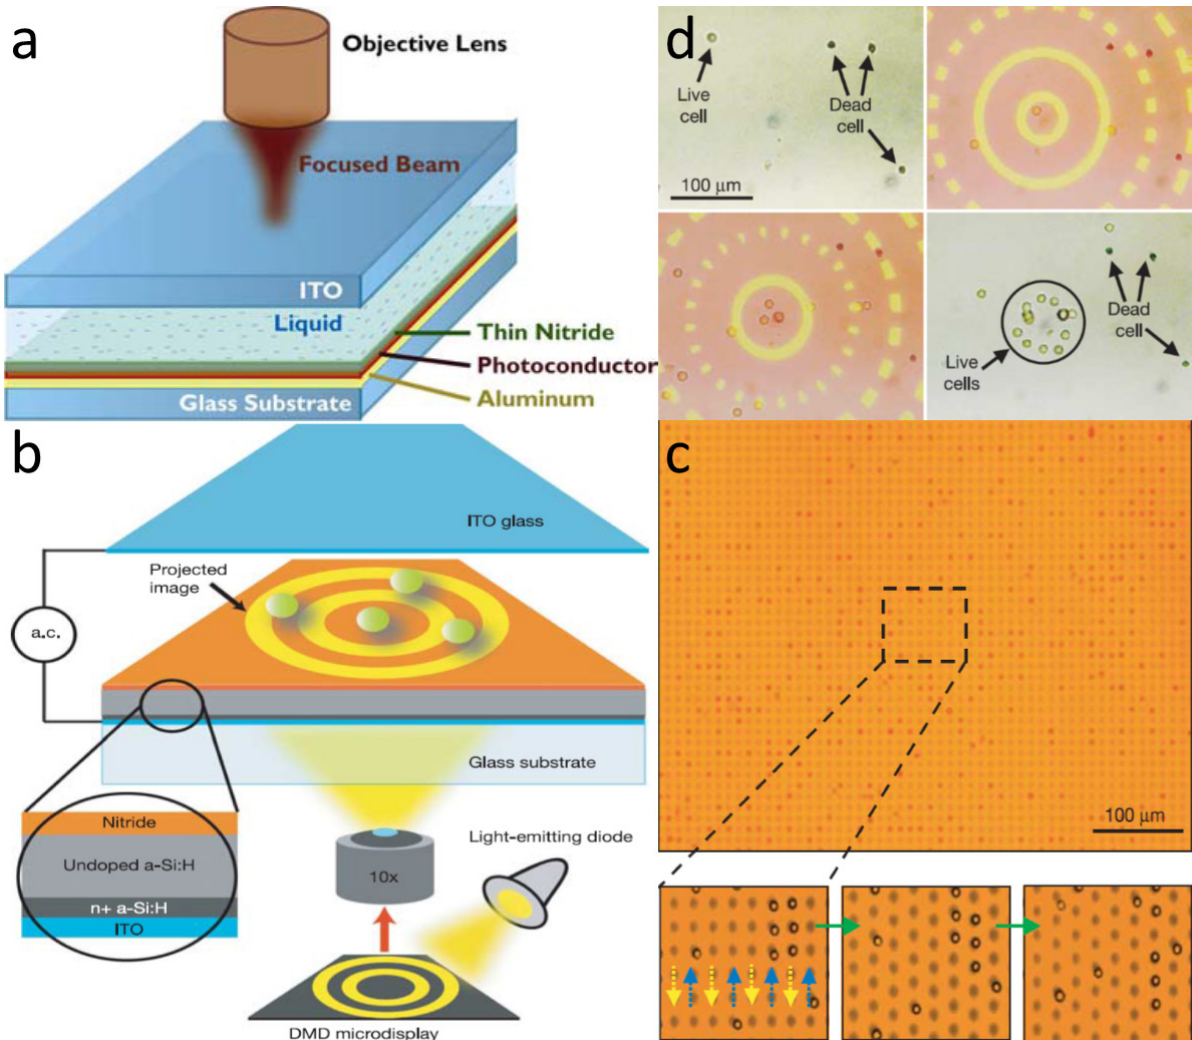 a
Objective Lens
Focused Beam
ITO
Liquid
Thin Nitride
Photoconductor
Aluminum
Glass Substrate
b
ITO glass
Projected
image
a.c.
Glass substrate
Nitride
Undoped a-Si:H
n+ a-Si:H
ITO
Light-emitting diode
10x
DMD microdisplay
d
Live
cell
Dead
cell
100 µm
Dead
cell
Live
cells
c
100 µm